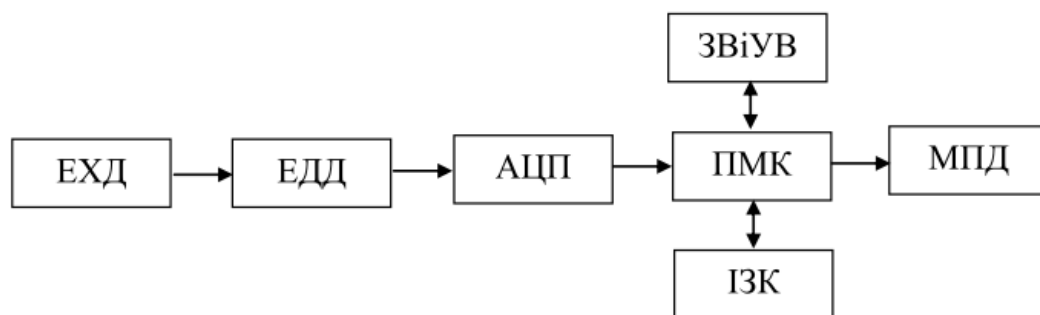 ЗВіУВ
ЕХД
ЕДД
АЦП
ПМК
МПД
ІЗК